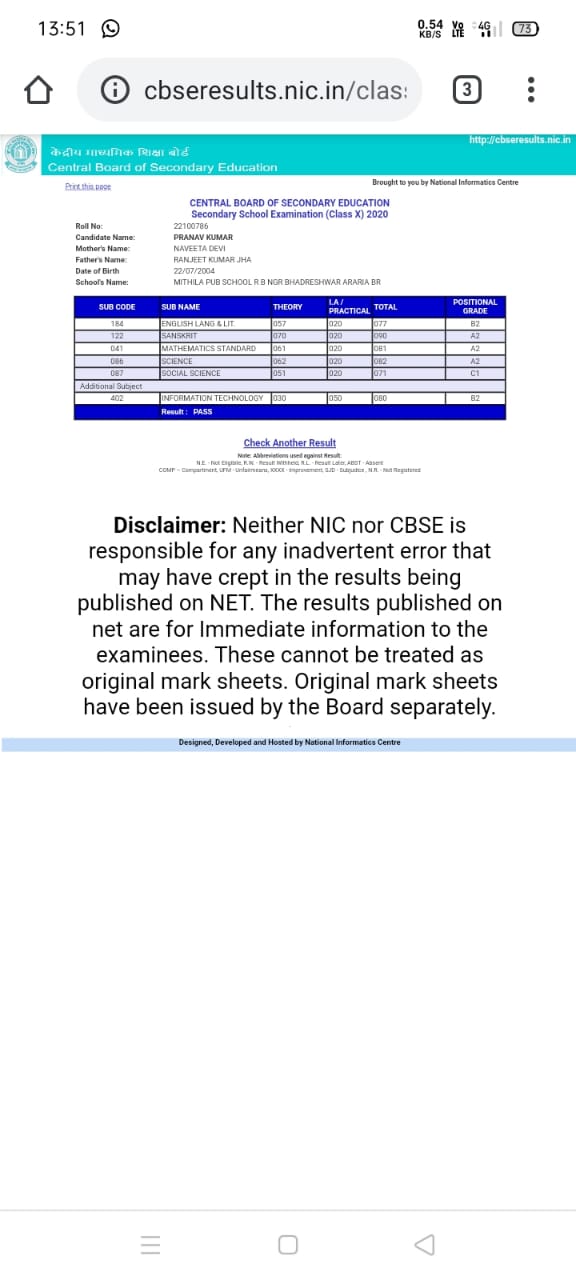 13:51
0.54 KB/S Vo LTE 4G 73
cbseresults.nic.in/clas
3
http://cbseresults.nic.in
केंद्रीय माध्यमिक शिक्षा बोर्ड
Central Board of Secondary Education
Print this page
Brought to you by National Informatics Centre
CENTRAL BOARD OF SECONDARY EDUCATION
Secondary School Examination (Class X) 2020
Roll No: 22100786
Candidate Name: PRANAV KUMAR
Mother's Name: NAVEETA DEVI
Father's Name: RANJEET KUMAR JHA
Date of Birth 22/07/2004
School's Name: MITHILA PUB SCHOOL R B NGR BHADRESHWAR ARARIA BR
SUB CODE SUB NAME THEORY I.A / PRACTICAL TOTAL POSITIONAL GRADE
184 ENGLISH LANG & LIT. 057 020 077 B2
122 SANSKRIT 070 020 090 A2
041 MATHEMATICS STANDARD 061 020 081 A2
086 SCIENCE 062 020 082 A2
087 SOCIAL SCIENCE 051 020 071 C1
Additional Subject
402 INFORMATION TECHNOLOGY 030 050 080 B2
Result : PASS
Check Another Result
Note: Abbreviations used against Result:
N.E. - Not Eligible, R.W. - Result Withheld, R.L. - Result Later, ABST - Absent
COMP - Compartment, UFM - Unfairmeans, XXXX - Improvement, SJD - Subjudice, N.R. - Not Registered
Disclaimer: Neither NIC nor CBSE is
responsible for any inadvertent error that
may have crept in the results being
published on NET. The results published on
net are for Immediate information to the
examinees. These cannot be treated as
original mark sheets. Original mark sheets
have been issued by the Board separately.
Designed, Developed and Hosted by National Informatics Centre